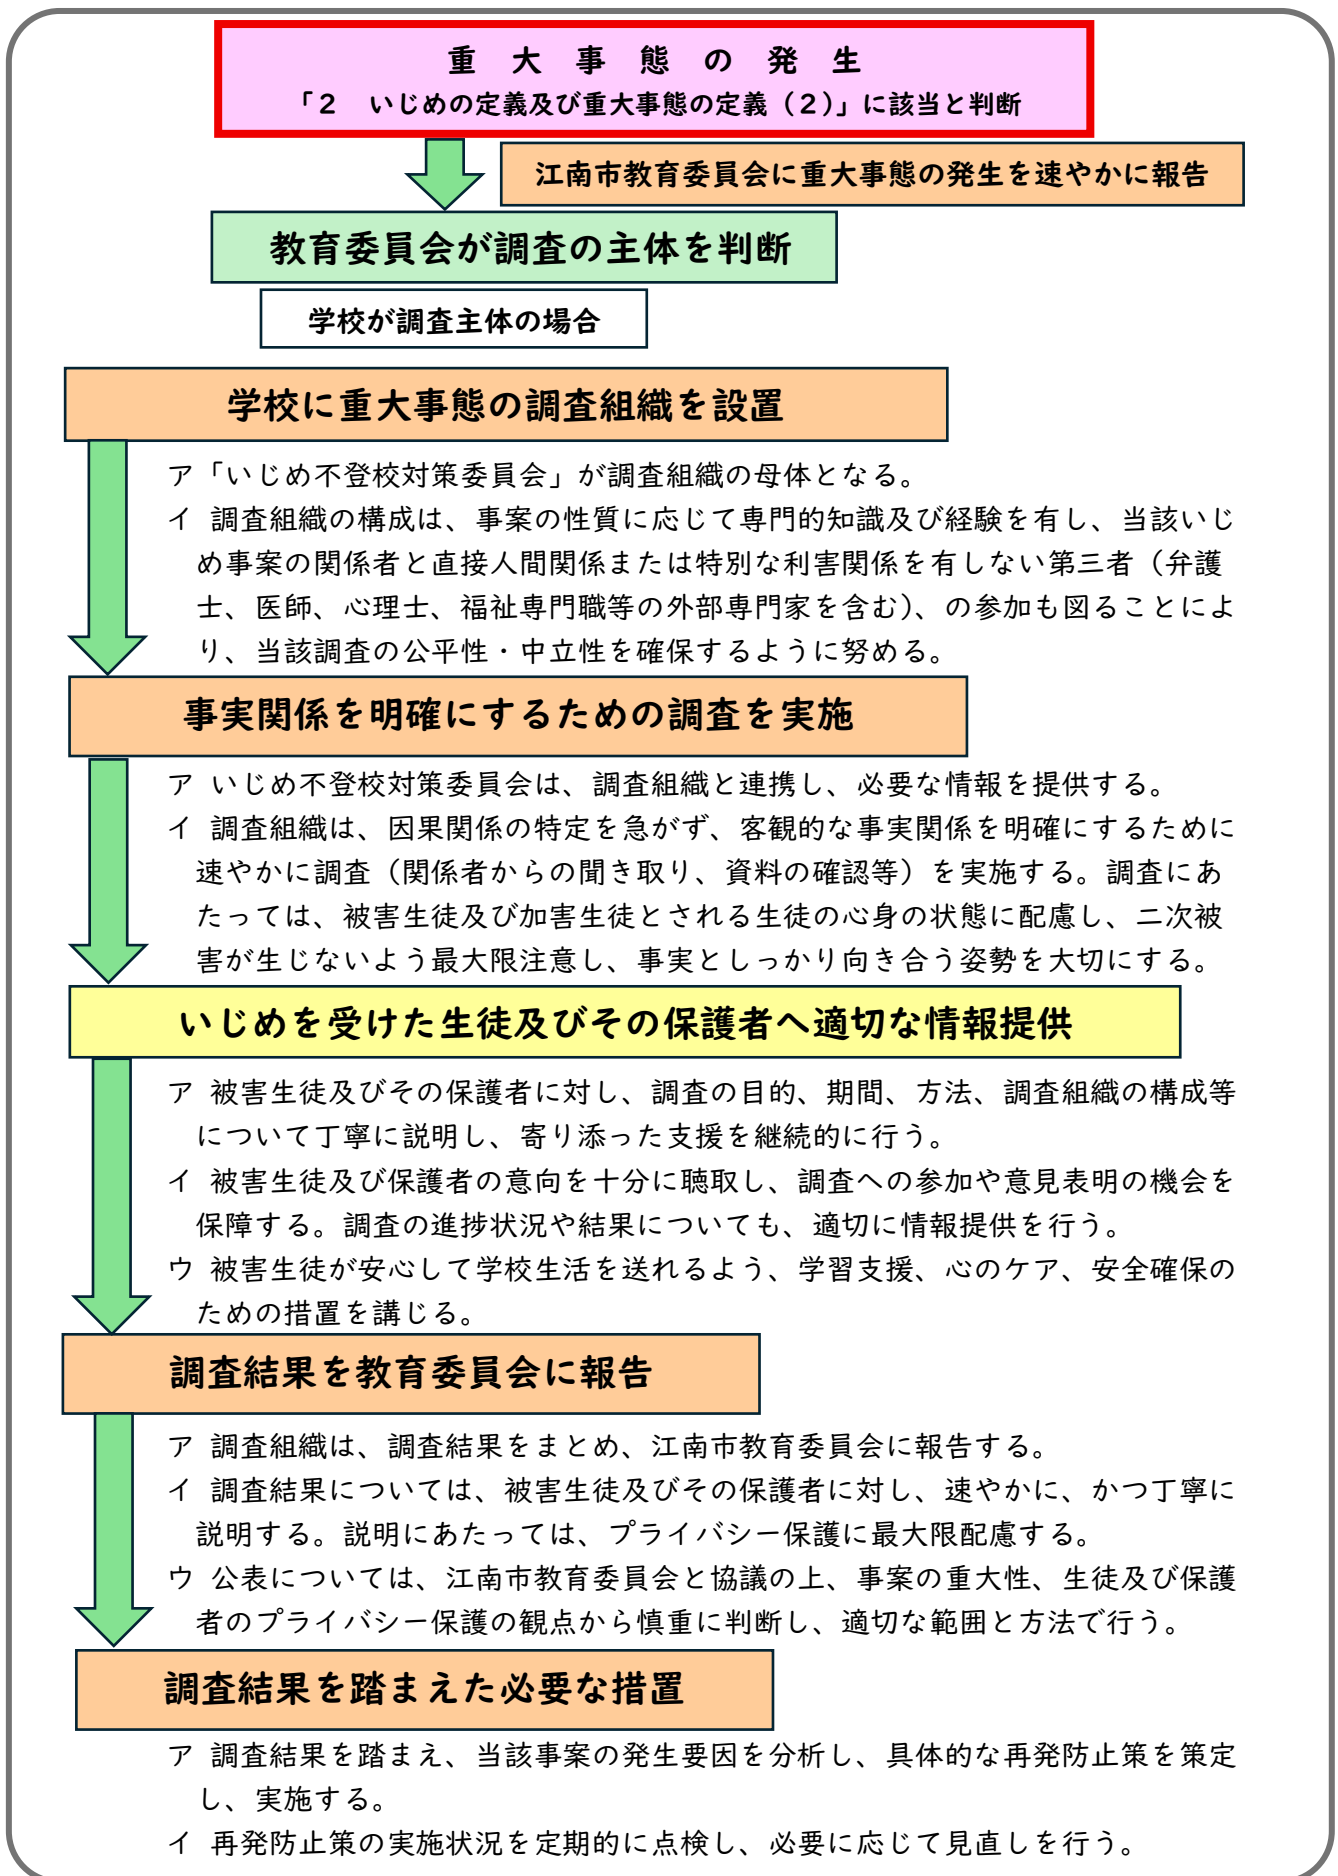 重　大　事　態　の　発　生
「２　いじめの定義及び重大事態の定義（２）」に該当と判断
江南市教育委員会に重大事態の発生を速やかに報告
教育委員会が調査の主体を判断
学校が調査主体の場合
学校に重大事態の調査組織を設置
ア「いじめ不登校対策委員会」が調査組織の母体となる。
イ 調査組織の構成は、事案の性質に応じて専門的知識及び経験を有し、当該いじ
め事案の関係者と直接人間関係または特別な利害関係を有しない第三者（弁護
士、医師、心理士、福祉専門職等の外部専門家を含む）、の参加も図ることによ
り、当該調査の公平性・中立性を確保するように努める。
事実関係を明確にするための調査を実施
ア いじめ不登校対策委員会は、調査組織と連携し、必要な情報を提供する。
イ 調査組織は、因果関係の特定を急がず、客観的な事実関係を明確にするために
速やかに調査（関係者からの聞き取り、資料の確認等）を実施する。調査にあ
たっては、被害生徒及び加害生徒とされる生徒の心身の状態に配慮し、二次被
害が生じないよう最大限注意し、事実としっかり向き合う姿勢を大切にする。
いじめを受けた生徒及びその保護者へ適切な情報提供
ア 被害生徒及びその保護者に対し、調査の目的、期間、方法、調査組織の構成等
について丁寧に説明し、寄り添った支援を継続的に行う。
イ 被害生徒及び保護者の意向を十分に聴取し、調査への参加や意見表明の機会を
保障する。調査の進捗状況や結果についても、適切に情報提供を行う。
ウ 被害生徒が安心して学校生活を送れるよう、学習支援、心のケア、安全確保の
ための措置を講じる。
調査結果を教育委員会に報告
ア 調査組織は、調査結果をまとめ、江南市教育委員会に報告する。
イ 調査結果については、被害生徒及びその保護者に対し、速やかに、かつ丁寧に
説明する。説明にあたっては、プライバシー保護に最大限配慮する。
ウ 公表については、江南市教育委員会と協議の上、事案の重大性、生徒及び保護
者のプライバシー保護の観点から慎重に判断し、適切な範囲と方法で行う。
調査結果を踏まえた必要な措置
ア 調査結果を踏まえ、当該事案の発生要因を分析し、具体的な再発防止策を策定
し、実施する。
イ 再発防止策の実施状況を定期的に点検し、必要に応じて見直しを行う。